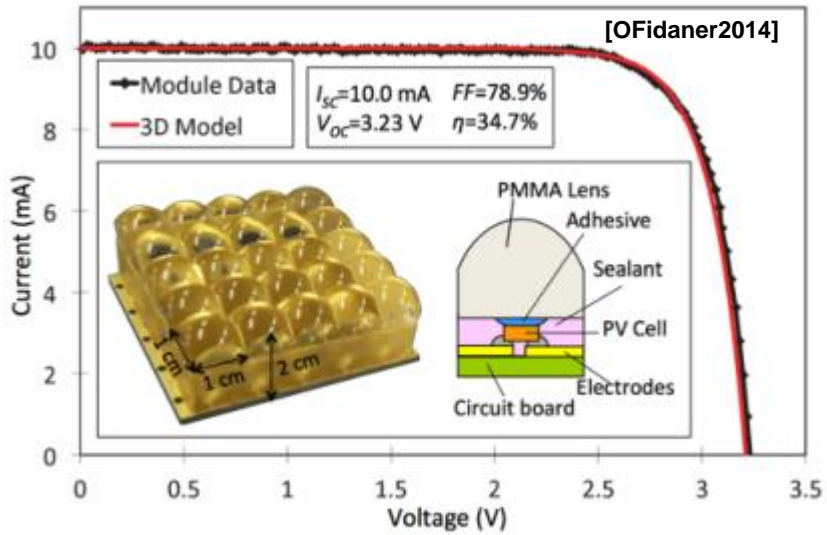 [OFidaner2014]
Module Data
3D Model
Isc=10.0 mA FF=78.9%
VOC=3.23 V η=34.7%
PMMA Lens
Adhesive
Sealant
PV Cell
Electrodes
Circuit board
1 cm
1 cm
2 cm
Current (mA)
10
8
6
4
2
0
0
0.5
1
1.5
2
2.5
3
3.5
Voltage (V)